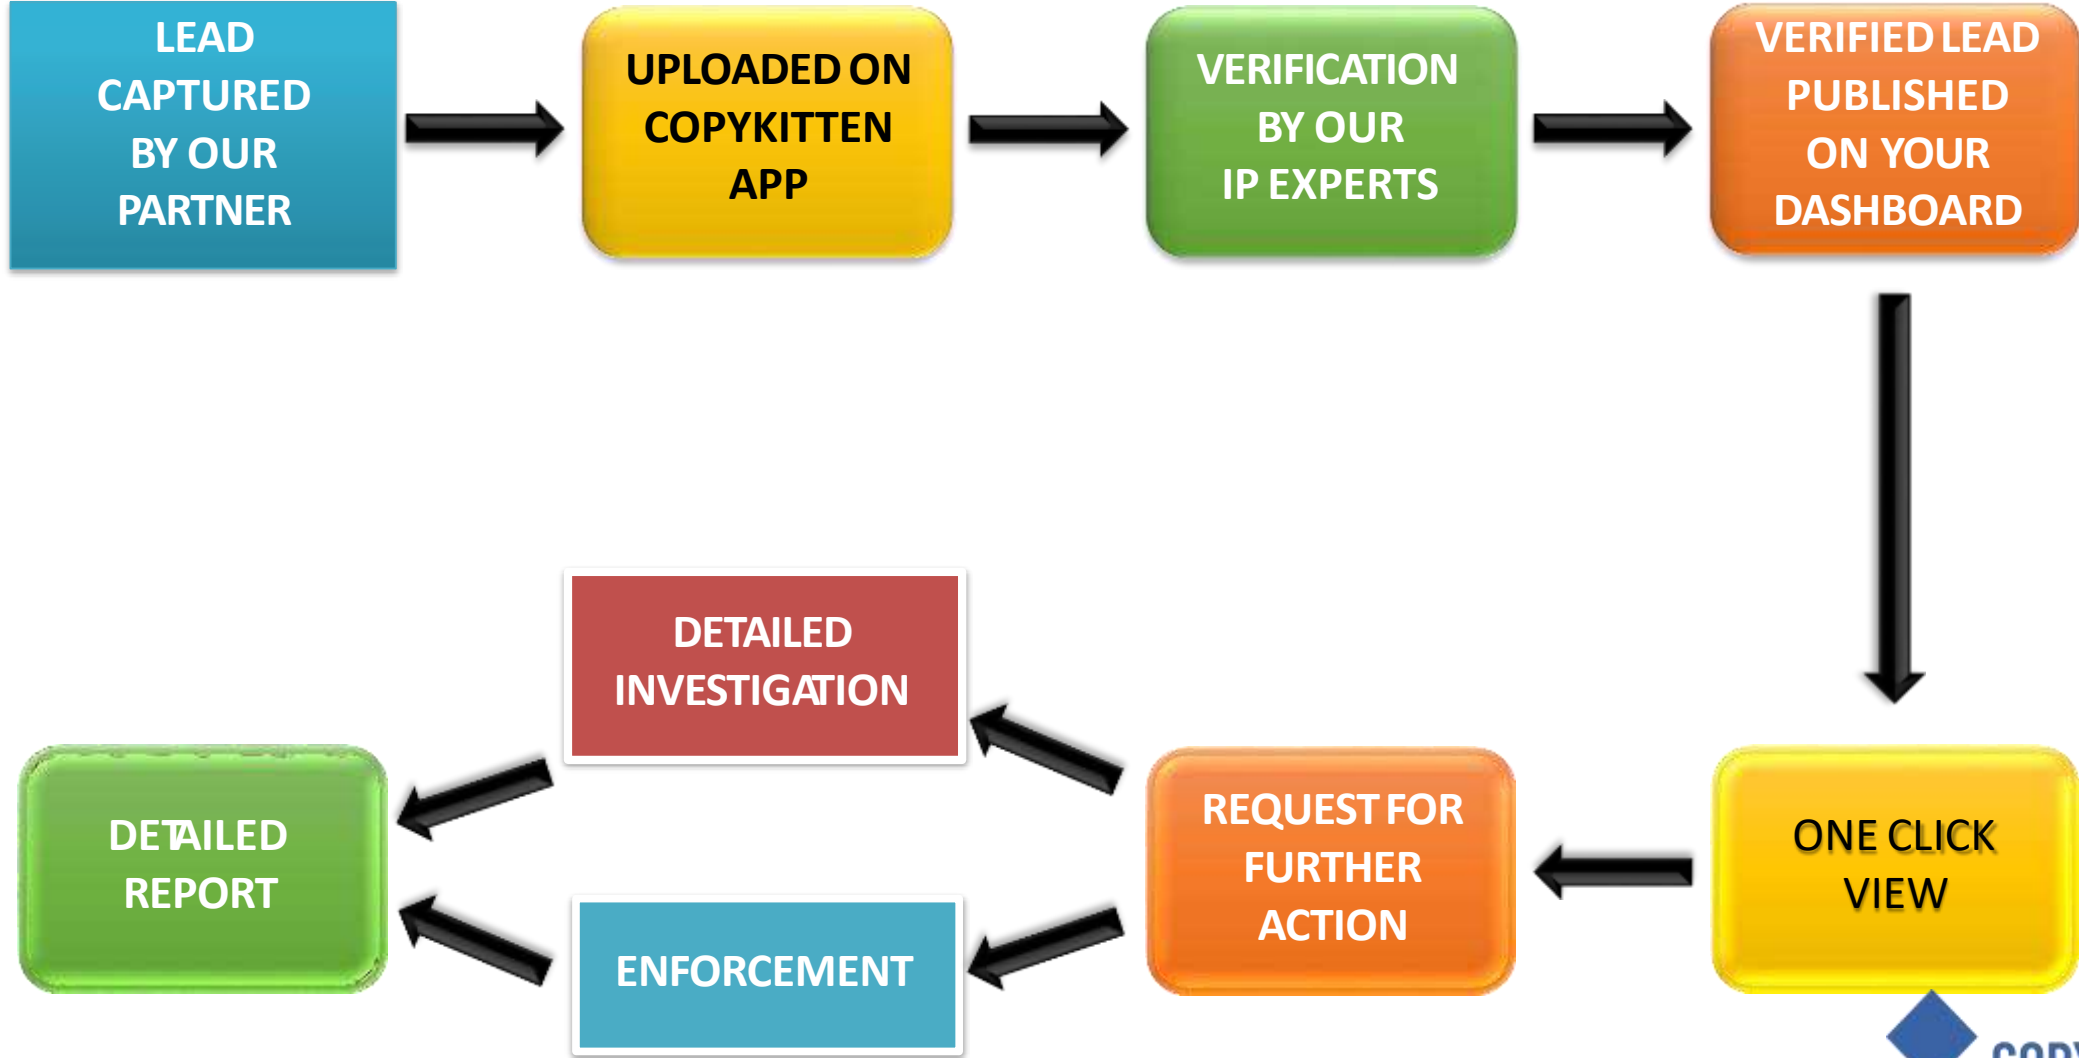 LEAD
CAPTURED
BY OUR
PARTNER
UPLOADED ON
COPYKITTEN
APP
VERIFICATION
BY OUR
IP EXPERTS
VERIFIED LEAD
PUBLISHED
ON YOUR
DASHBOARD
ONE CLICK
VIEW
REQUEST FOR
FURTHER
ACTION
DETAILED
INVESTIGATION
ENFORCEMENT
DETAILED
REPORT